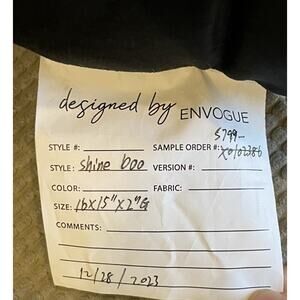 designed by ENVOGUE
$799-
STYLE #: SAMPLE ORDER #: X0102386
STYLE: Shine boo VERSION #:
COLOR: FABRIC:
SIZE: 16X15"X2"G
COMMENTS:
12/28/2023